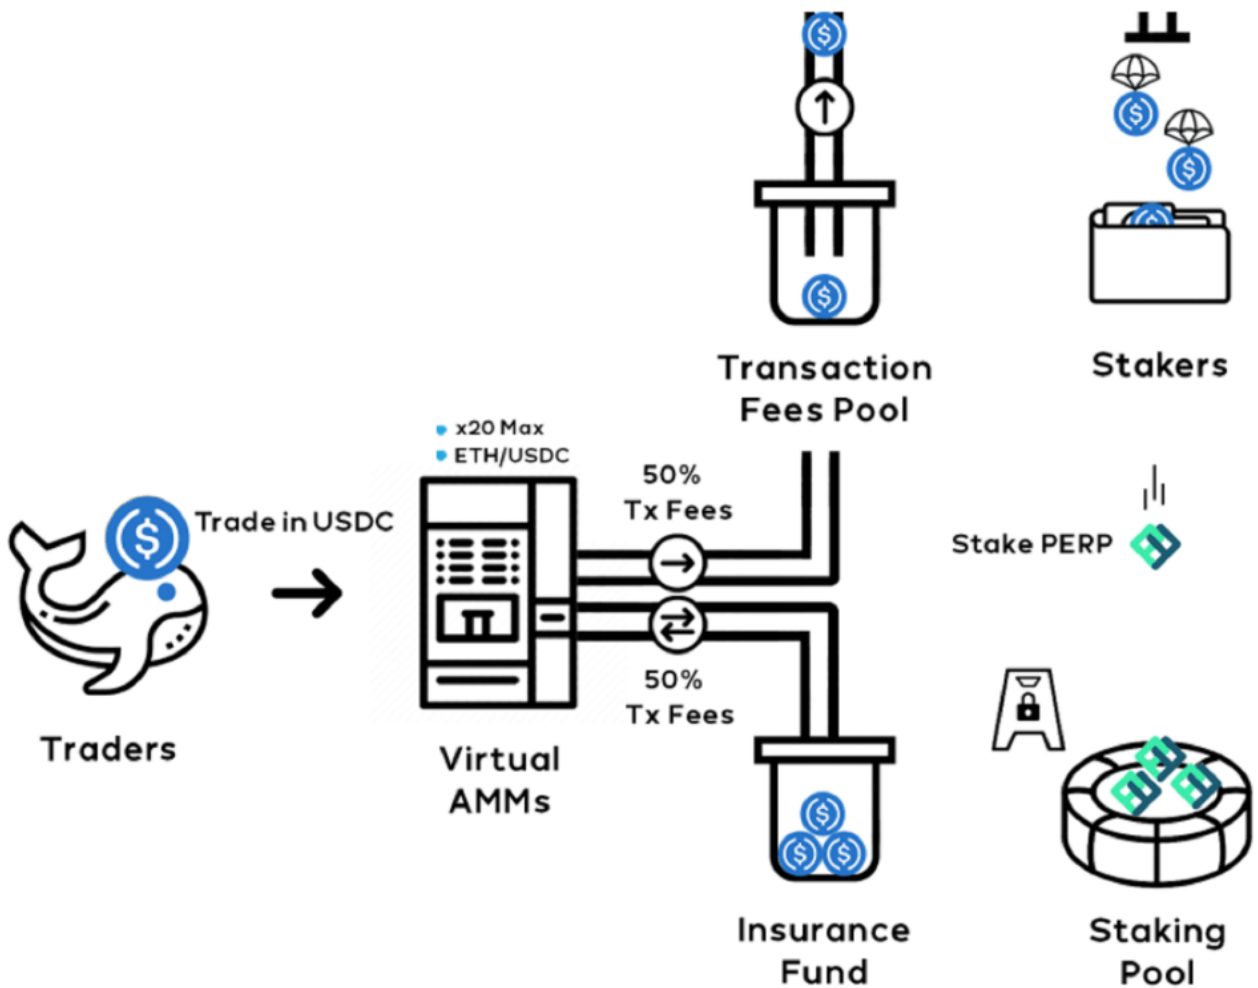 Transaction
Fees Pool
Stakers
x20 Max
ETH/USDC
50%
Tx Fees
Trade in USDC
Stake PERP
50%
Tx Fees
Traders
Virtual
AMMs
Insurance
Fund
Staking
Pool